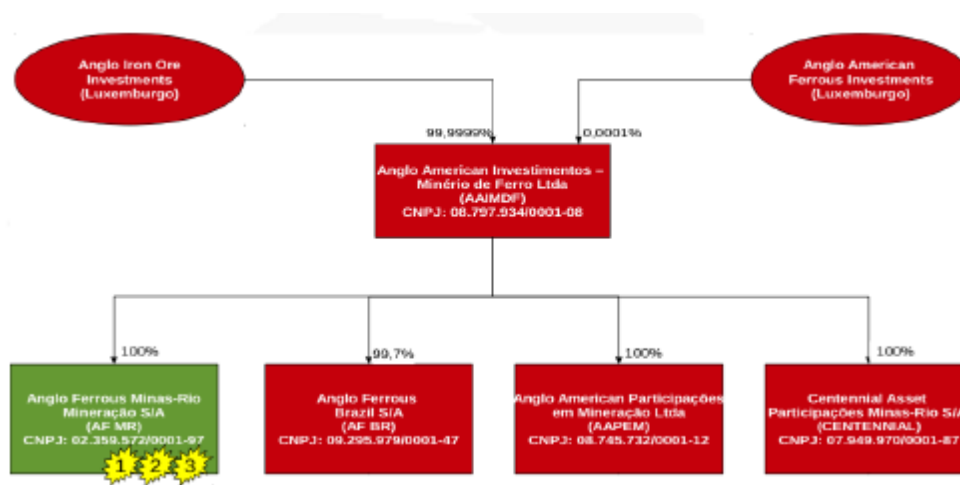 Anglo Iron Ore
Investments
(Luxemburgo)
Anglo American
Ferrous Investments
(Luxemburgo)
99,9999%
0,0001%
Anglo American Investimentos –
Minério de Ferro Ltda
(AAIMDF)
CNPJ: 08.797.934/0001-08
100%
99,7%
100%
100%
Anglo Ferrous Minas-Rio
Mineração S/A
(AF MR)
CNPJ: 02.359.572/0001-97
1 2 3
Anglo Ferrous
Brazil S/A
(AF BR)
CNPJ: 09.295.979/0001-47
Anglo American Participações
em Mineração Ltda
(AAPEM)
CNPJ: 08.745.732/0001-12
Centennial Asset
Participações Minas-Rio S/A
(CENTENNIAL)
CNPJ: 07.949.970/0001-87